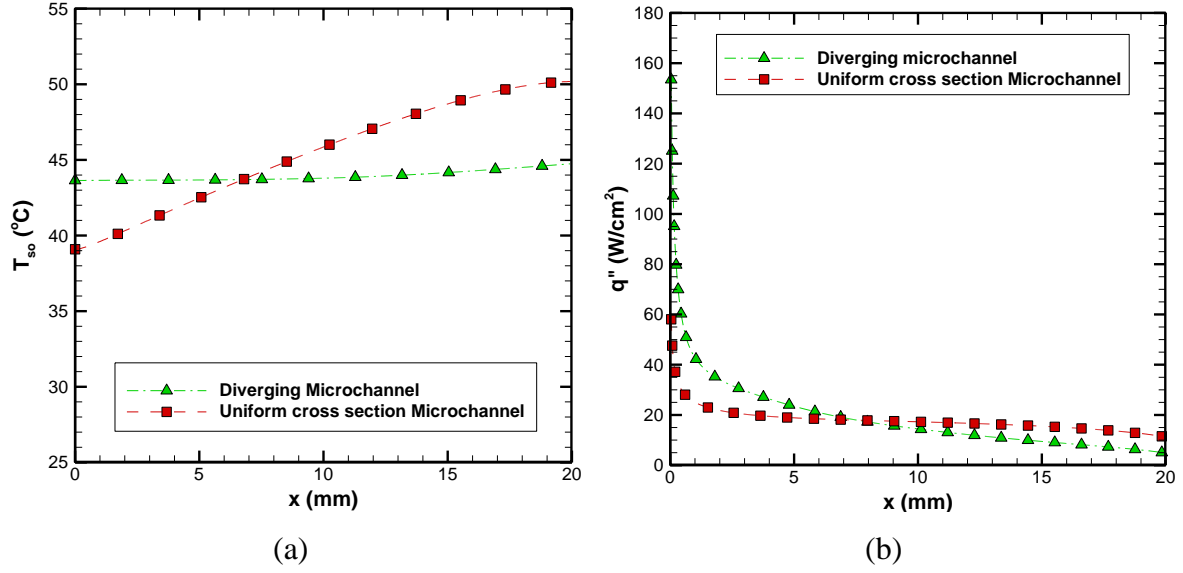 55
50
45
40
35
30
25
T so (°C)
Diverging Microchannel
Uniform cross section Microchannel
0
5
10
15
20
x (mm)
(a)
180
160
140
120
100
80
60
40
20
0
q" (W/cm²)
Diverging microchannel
Uniform cross section Microchannel
0
5
10
15
20
x (mm)
(b)